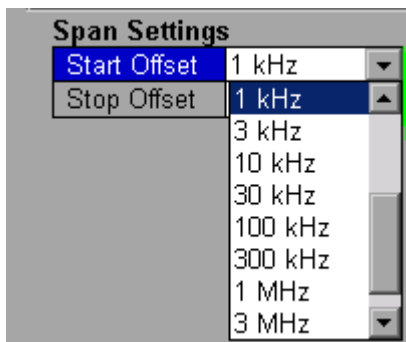 Span Settings
Start Offset 1 kHz
Stop Offset 1 kHz
3 kHz
10 kHz
30 kHz
100 kHz
300 kHz
1 MHz
3 MHz